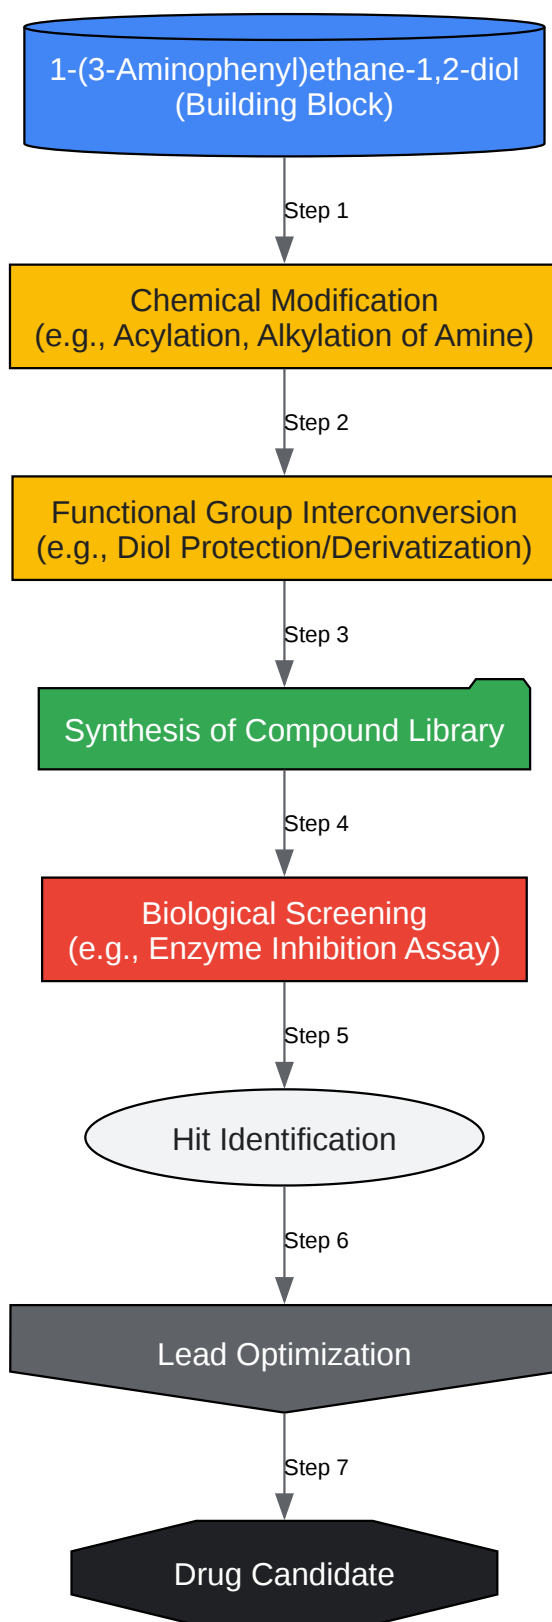 1-(3-Aminophenyl)ethane-1,2-diol
(Building Block)
Step 1
Chemical Modification
(e.g., Acylation, Alkylation of Amine)
Step 2
Functional Group Interconversion
(e.g., Diol Protection/Derivatization)
Step 3
Synthesis of Compound Library
Step 4
Biological Screening
(e.g., Enzyme Inhibition Assay)
Step 5
Hit Identification
Step 6
Lead Optimization
Step 7
Drug Candidate